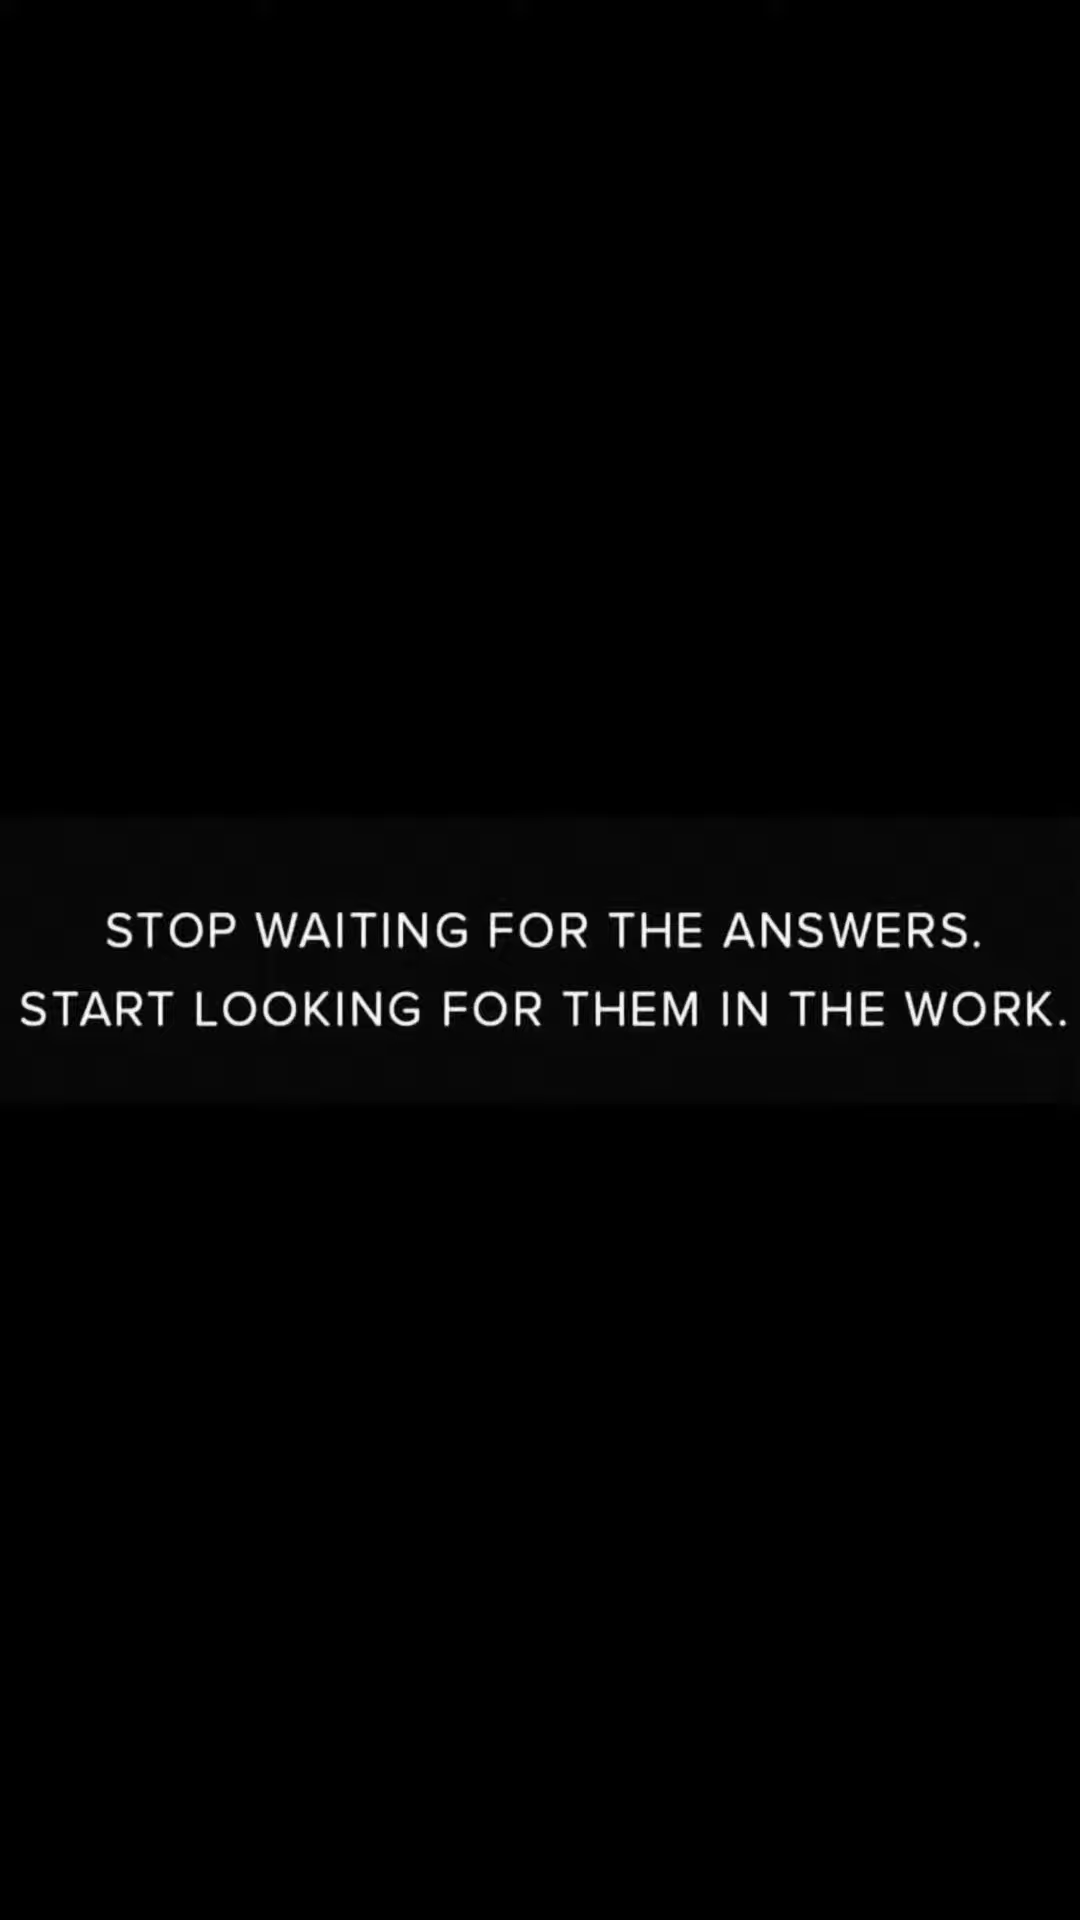 STOP WAITING FOR THE ANSWERS.
START LOOKING FOR THEM IN THE WORK.